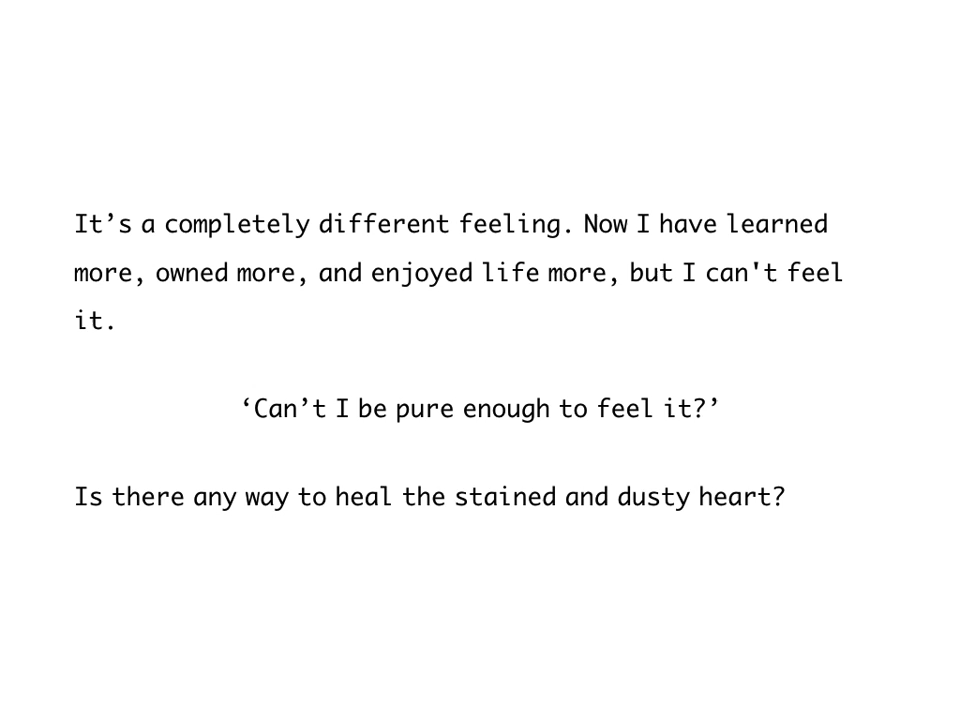 It’s a completely different feeling. Now I have learned
more, owned more, and enjoyed life more, but I can't feel
it.
‘Can’t I be pure enough to feel it?’
Is there any way to heal the stained and dusty heart?